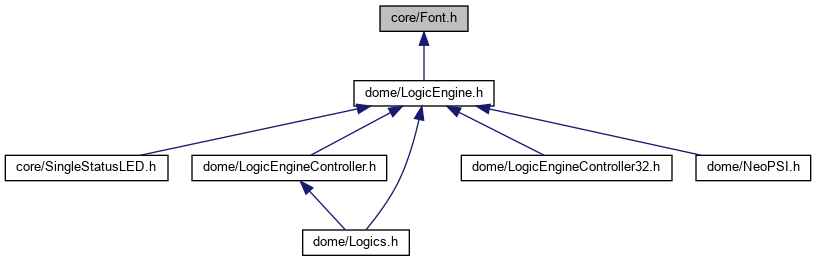 core/Font.h
dome/LogicEngine.h
core/SingleStatusLED.h
dome/LogicEngineController.h
dome/LogicEngineController32.h
dome/NeoPSI.h
dome/Logics.h